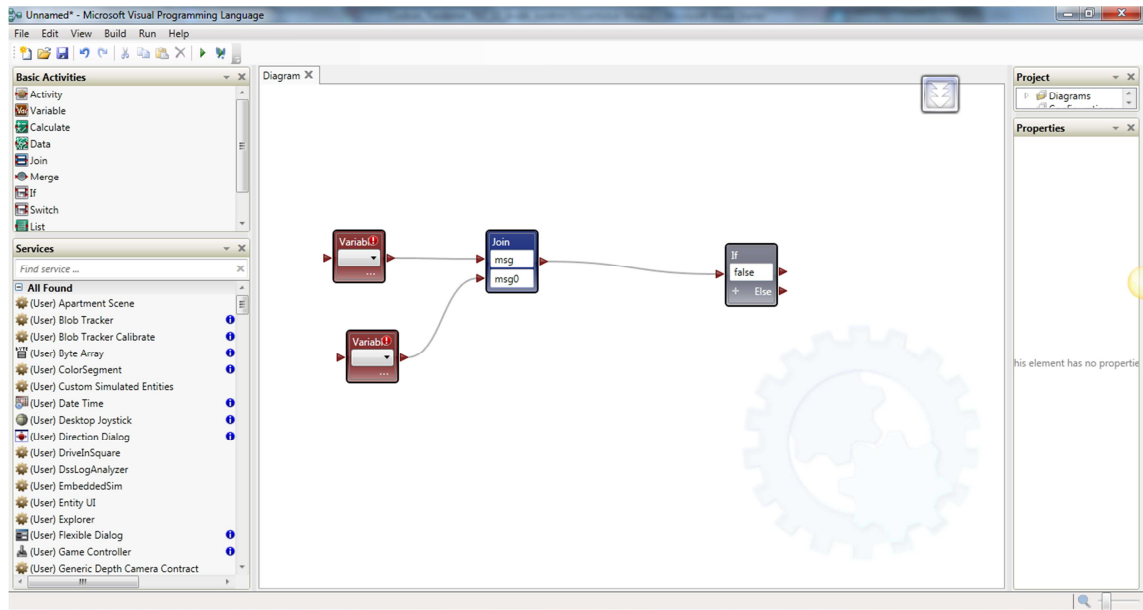 Unnamed* - Microsoft Visual Programming Language
File Edit View Build Run Help
Basic Activities
Activity
Variable
Calculate
Data
Join
Merge
If
Switch
List
Services
Find service ...
All Found
(User) Apartment Scene
(User) Blob Tracker
(User) Blob Tracker Calibrate
(User) Byte Array
(User) ColorSegment
(User) Custom Simulated Entities
(User) Date Time
(User) Desktop Joystick
(User) Direction Dialog
(User) DriveInSquare
(User) DssLogAnalyzer
(User) EmbeddedSim
(User) Entity UI
(User) Explorer
(User) Flexible Dialog
(User) Game Controller
(User) Generic Depth Camera Contract
Diagram
Variabl
...
Variabl
...
Join
msg
msg0
If
false
+ Else
Project
Diagrams
Properties
his element has no propertie